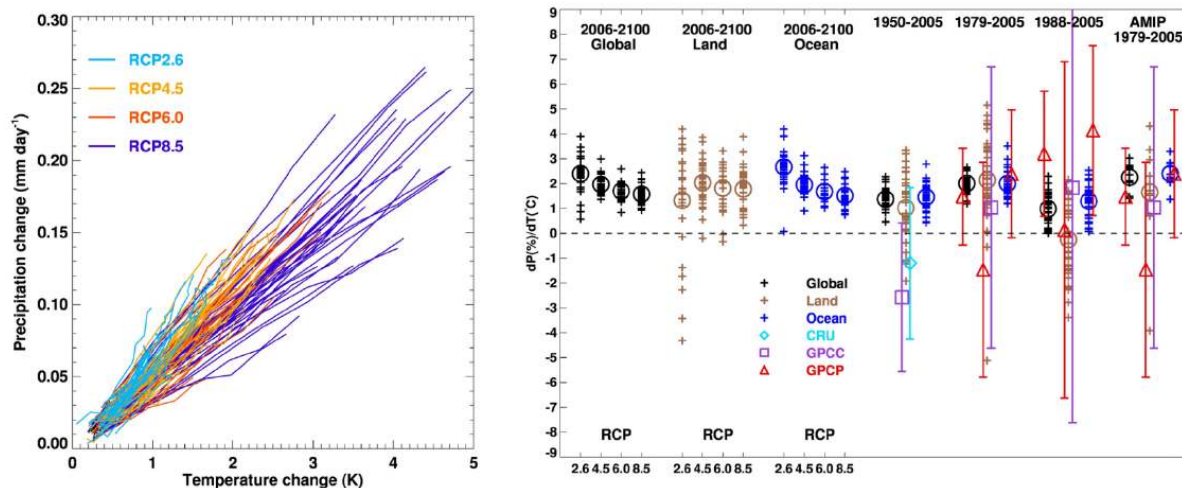 Precipitation change (mm day-1)
0.30
0.25
0.20
0.15
0.10
0.05
0.00
RCP2.6
RCP4.5
RCP6.0
RCP8.5
0 1 2 3 4 5
Temperature change (K)
dP(%)/dT(°C)
9
8
7
6
5
4
3
2
1
0
-1
-2
-3
-4
-5
-6
-7
-8
-9
2006-2100
Global
2006-2100
Land
2006-2100
Ocean
1950-2005
1979-2005
1988-2005
AMIP
1979-2005
Global
Land
Ocean
CRU
GPCC
GPCP
RCP
RCP
RCP
2.6 4.5 6.0 8.5
2.6 4.5 6.0 8.5
2.6 4.5 6.0 8.5